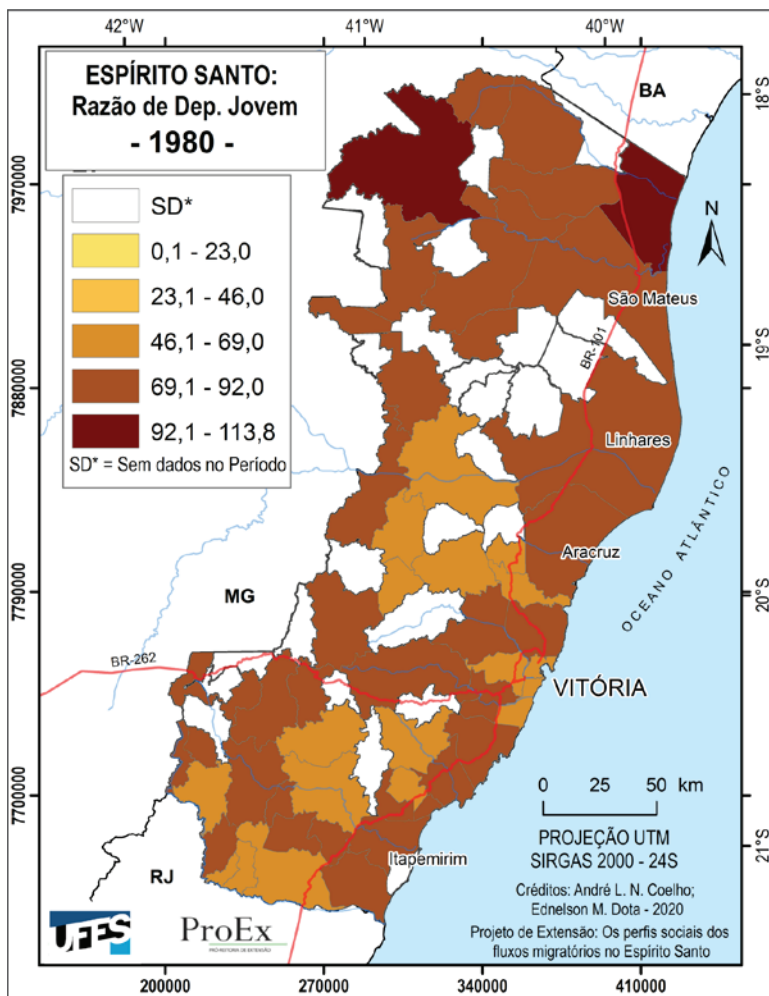 42°W 41°W 40°W
ESPÍRITO SANTO:
Razão de Dep. Jovem
- 1980 -
SD*
0,1 - 23,0
23,1 - 46,0
46,1 - 69,0
69,1 - 92,0
92,1 - 113,8
SD* = Sem dados no Período
BA
18°S
7970000
N
São Mateus
BR-101
19°S
7880000
Linhares
OCEANO ATLÂNTICO
Aracruz
20°S
7790000
MG
BR-262
VITÓRIA
0 25 50 km
7700000
PROJEÇÃO UTM
SIRGAS 2000 - 24S
21°S
Itapemirim
RJ
Créditos: André L. N. Coelho;
Ednelson M. Dota - 2020
Projeto de Extensão: Os perfis sociais dos
fluxos migratórios no Espírito Santo
UFES
ProEx
PRÓ-REITORIA DE EXTENSÃO
200000 270000 340000 410000